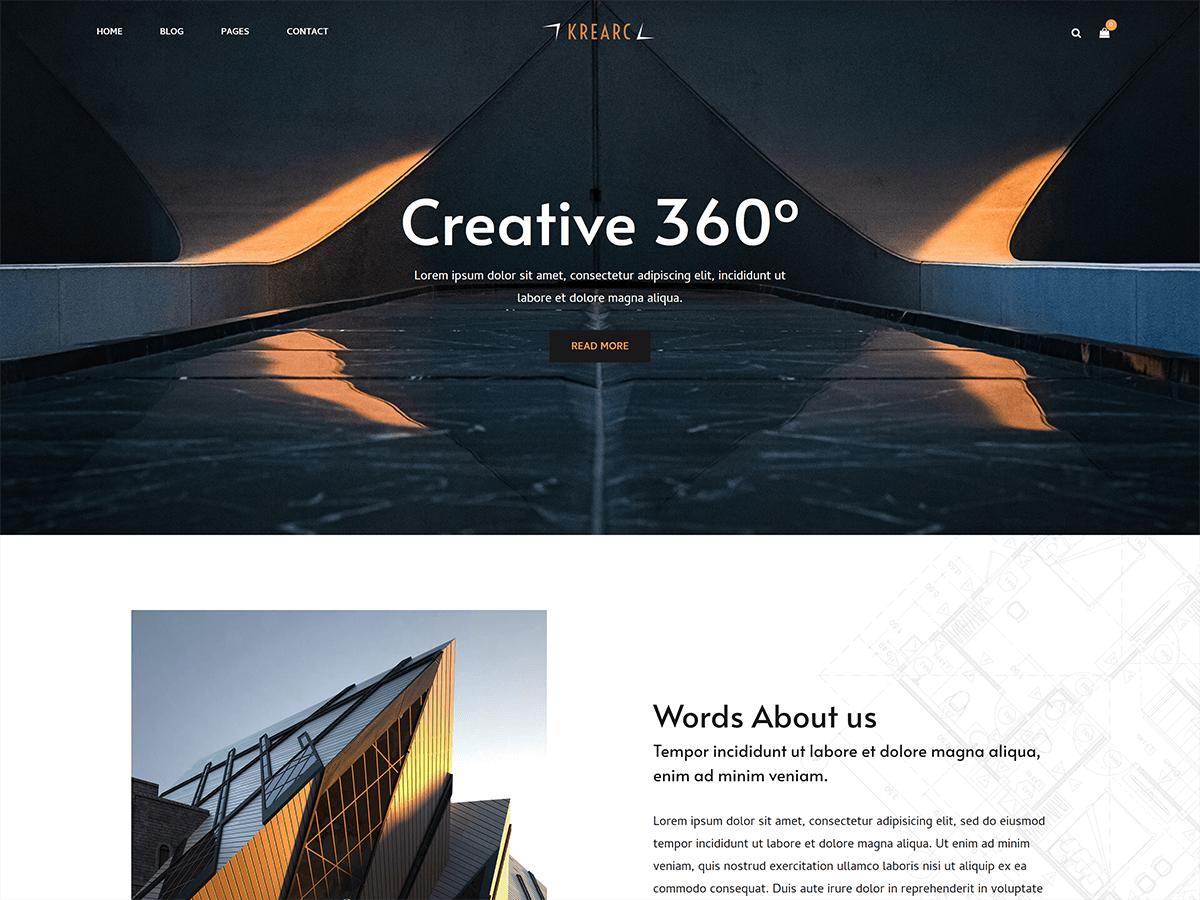 HOME BLOG PAGES CONTACT
KREARC
0
Creative 360°
Lorem ipsum dolor sit amet, consectetur adipiscing elit, incididunt ut
labore et dolore magna aliqua.
READ MORE
Words About us
Tempor incididunt ut labore et dolore magna aliqua,
enim ad minim veniam.
Lorem ipsum dolor sit amet, consectetur adipiscing elit, sed do eiusmod
tempor incididunt ut labore et dolore magna aliqua. Ut enim ad minim
veniam, quis nostrud exercitation ullamco laboris nisi ut aliquip ex ea
commodo consequat. Duis aute irure dolor in reprehenderit in voluptate